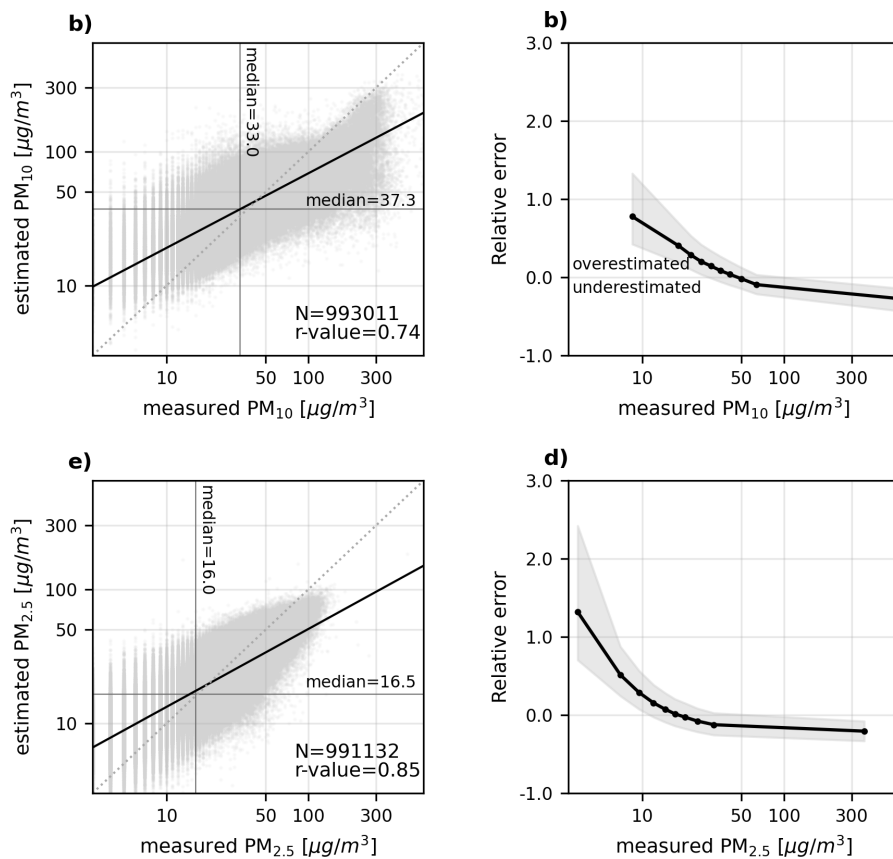 b)
300
100
50
10
estimated PM10 [μg/m3]
median=33.0
median=37.3
N=993011
r-value=0.74
10
50
100
300
measured PM10 [μg/m3]
b)
3.0
2.0
1.0
0.0
-1.0
Relative error
overestimated
underestimated
10
50
100
300
measured PM10 [μg/m3]
e)
300
100
50
10
estimated PM2.5 [μg/m3]
median=16.0
median=16.5
N=991132
r-value=0.85
10
50
100
300
measured PM2.5 [μg/m3]
d)
3.0
2.0
1.0
0.0
-1.0
Relative error
10
50
100
300
measured PM2.5 [μg/m3]